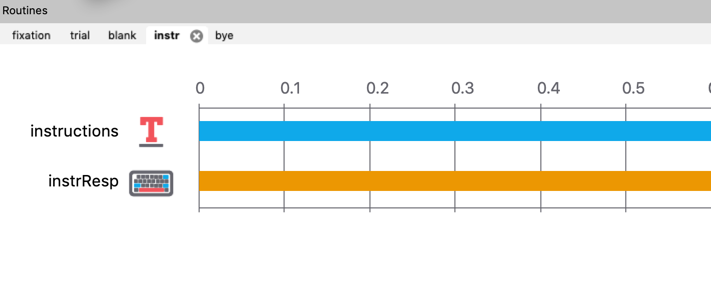 Routines
fixation trial blank instr bye
0 0.1 0.2 0.3 0.4 0.5
instructions T
instrResp